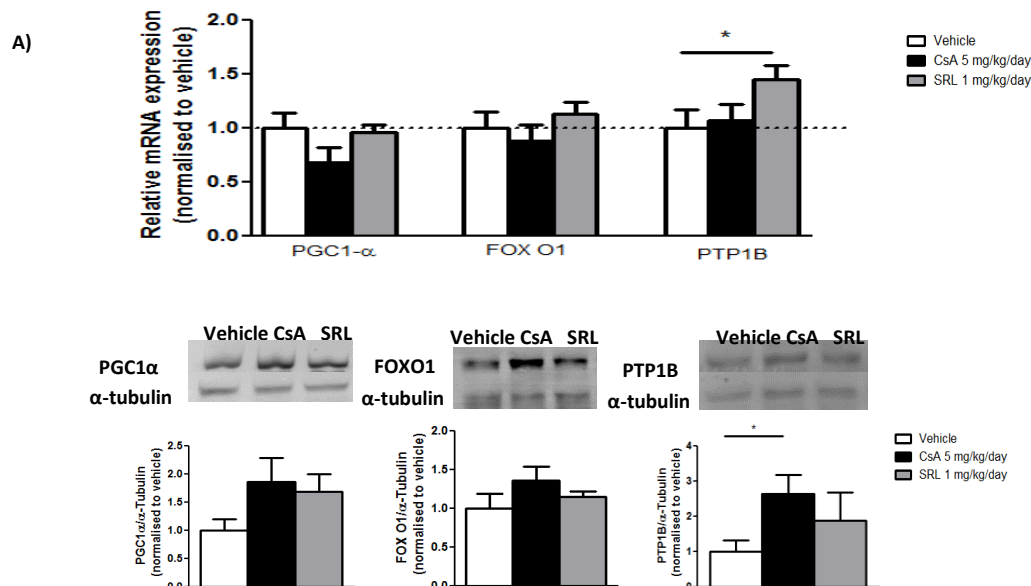 A)
Relative mRNA expression
(normalised to vehicle)
2.0
1.5
1.0
0.5
0.0
*
PGC1-α
FOX O1
PTP1B
Vehicle
CsA 5 mg/kg/day
SRL 1 mg/kg/day
Vehicle CsA SRL
PGC1α
α-tubulin
Vehicle CsA SRL
FOXO1
α-tubulin
Vehicle CsA SRL
PTP1B
α-tubulin
PGC1α/α-Tubulin
(normalised to vehicle)
2.5
2.0
1.5
1.0
0.5
0.0
FOX O1/α-Tubulin
(normalised to vehicle)
2.0
1.5
1.0
0.5
0.0
PTP1B/α-Tubulin
(normalised to vehicle)
4
3
2
1
0
*
Vehicle
CsA 5 mg/kg/day
SRL 1 mg/kg/day